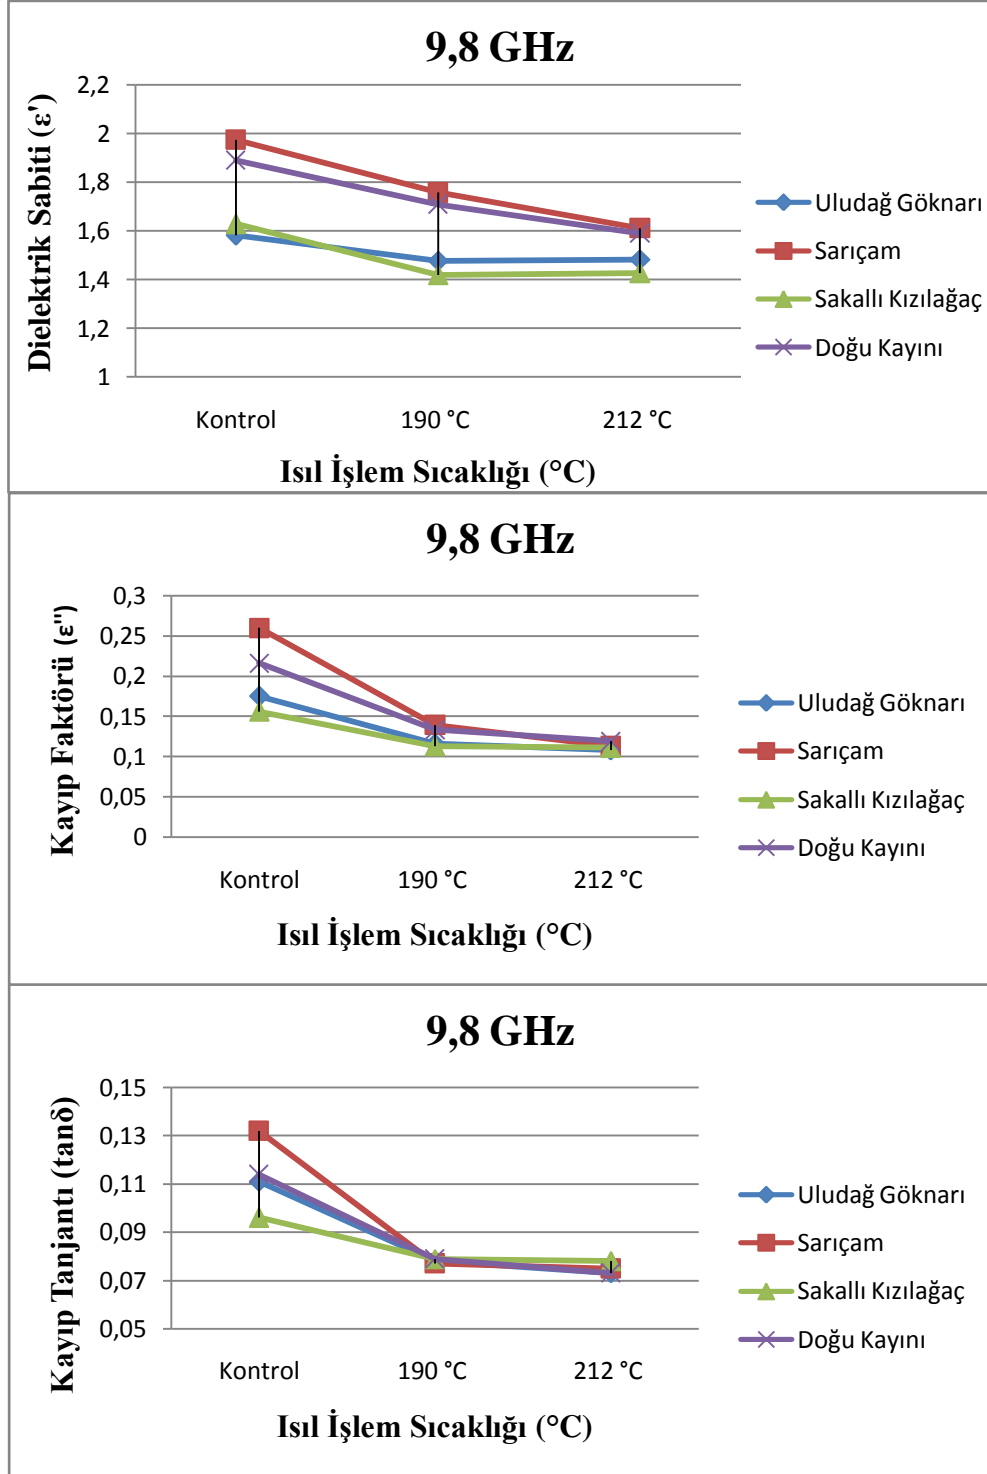 9,8 GHz
Dielektrik Sabiti (ε')
2,2
2
1,8
1,6
1,4
1,2
1
Kontrol 190 °C 212 °C
Isıl İşlem Sıcaklığı (°C)
Uludağ Göknarı
Sarıçam
Sakallı Kızılağaç
Doğu Kayını
9,8 GHz
Kayıp Faktörü (ε")
0,3
0,25
0,2
0,15
0,1
0,05
0
Kontrol 190 °C 212 °C
Isıl İşlem Sıcaklığı (°C)
Uludağ Göknarı
Sarıçam
Sakallı Kızılağaç
Doğu Kayını
9,8 GHz
Kayıp Tanjantı (tanδ)
0,15
0,13
0,11
0,09
0,07
0,05
Kontrol 190 °C 212 °C
Isıl İşlem Sıcaklığı (°C)
Uludağ Göknarı
Sarıçam
Sakallı Kızılağaç
Doğu Kayını